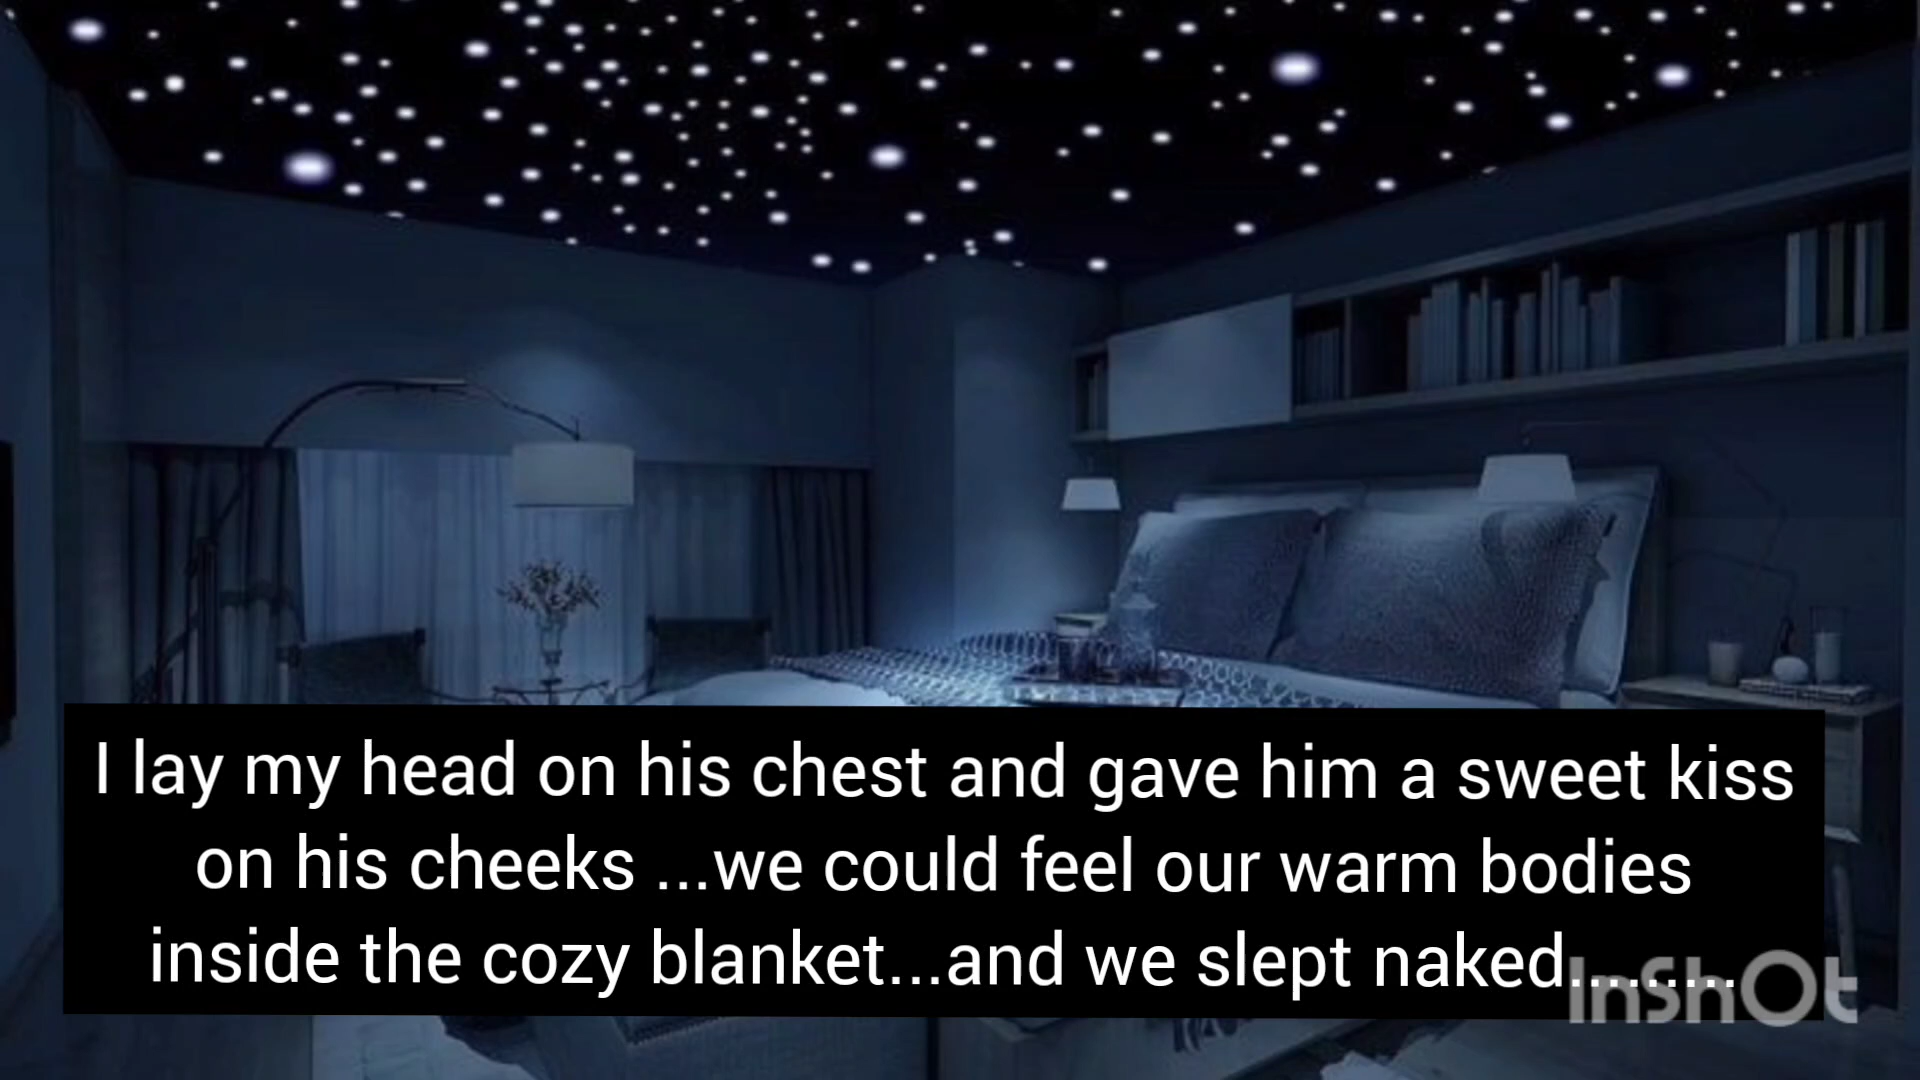 I lay my head on his chest and gave him a sweet kiss
on his cheeks ...we could feel our warm bodies
inside the cozy blanket...and we slept naked.........
InShOt